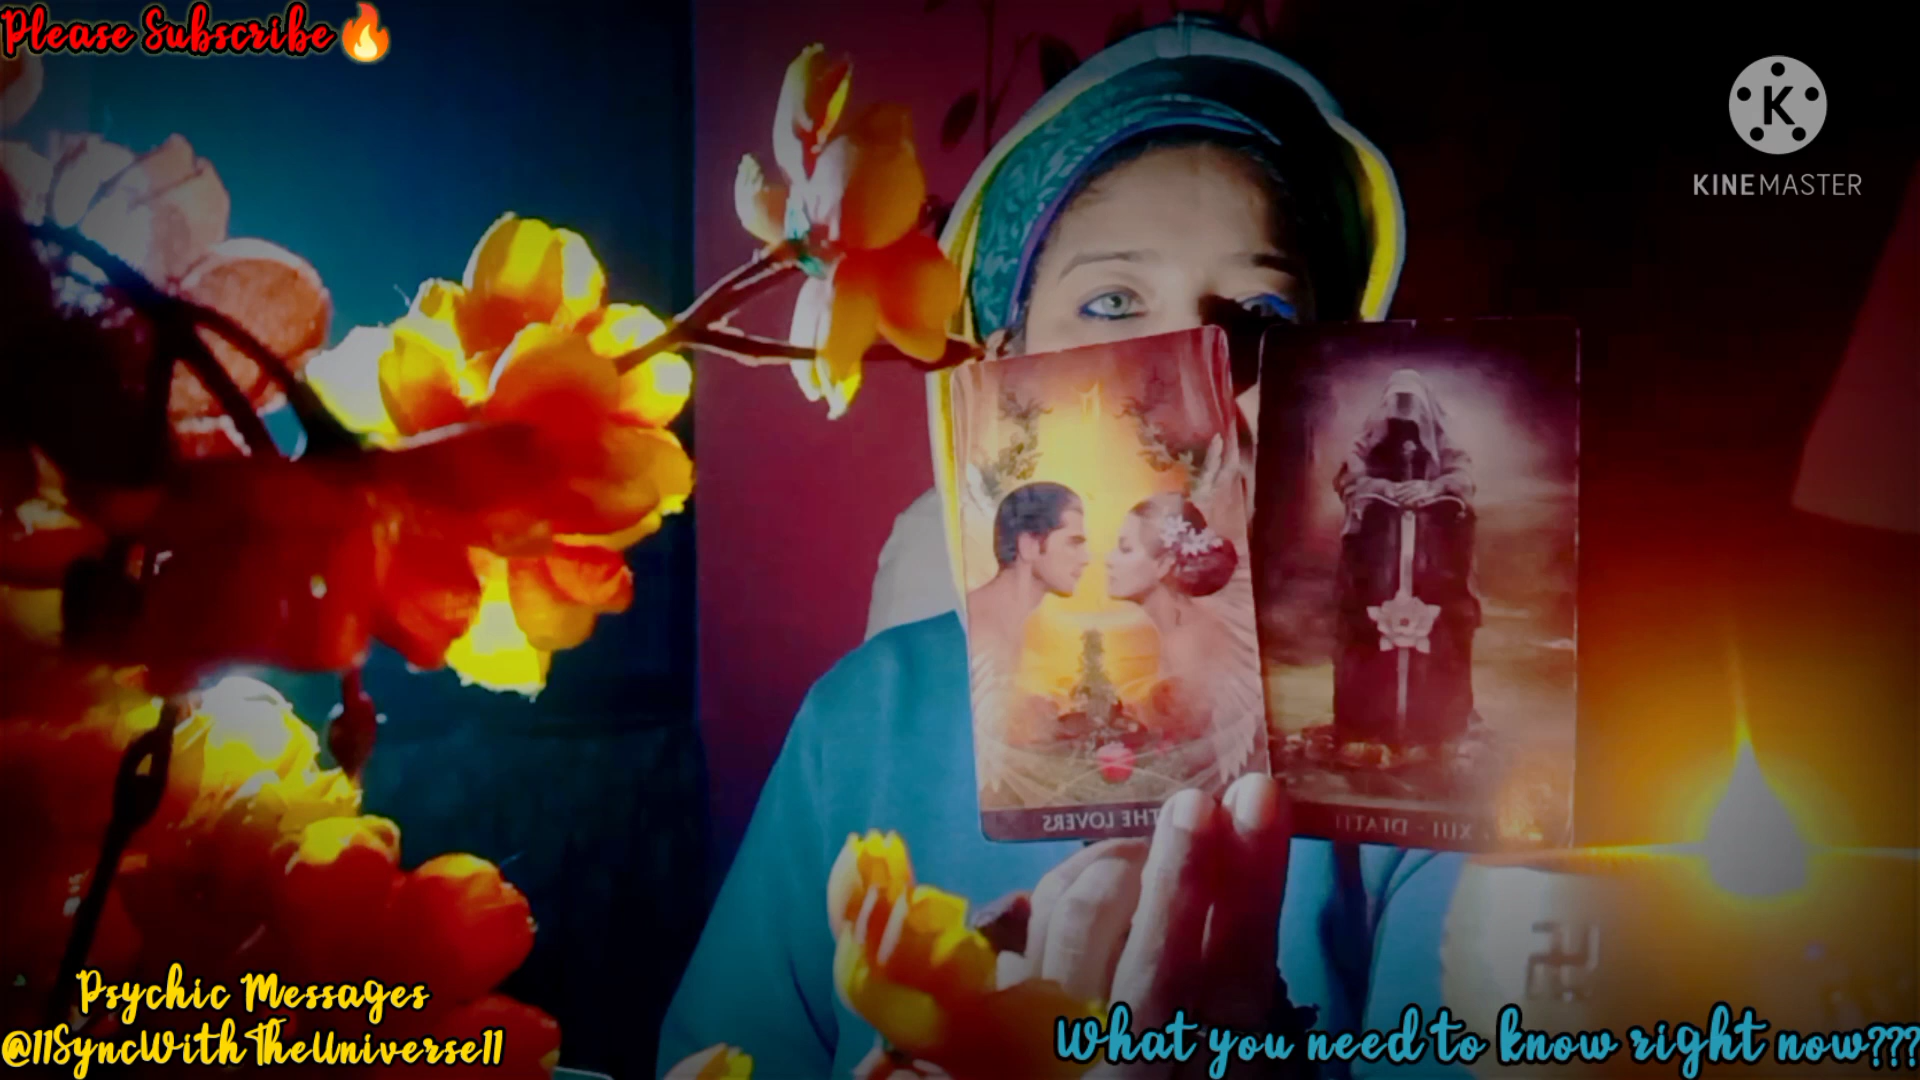 Please Subscribe🔥
K
KINEMASTER
THE LOVERS
XIII - DEATH
Psychic Messages
@11SyncWithTheUniverse11
What you need to know right now???